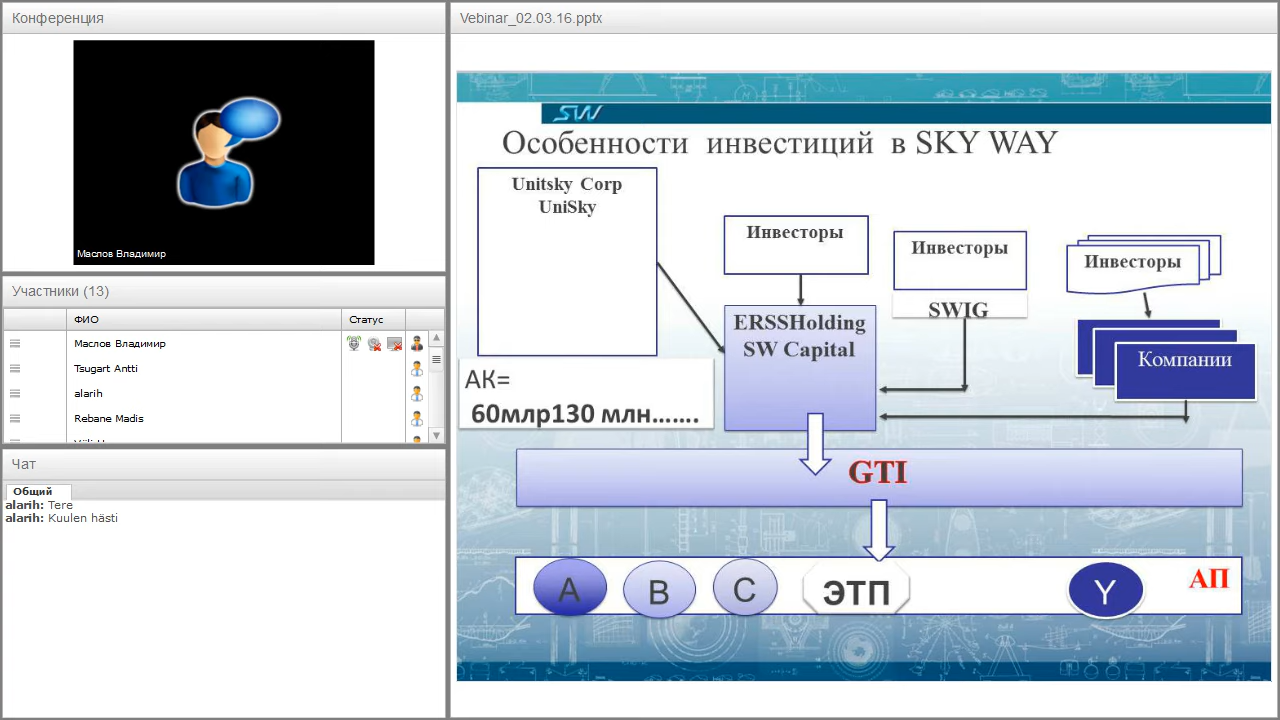 Конференция
Маслов Владимир
Участники (13)
ФИО
Статус
Маслов Владимир
Tsugart Antti
alarih
Rebane Madis
Чат
Общий
alarih: Tere
alarih: Kuulen hästi
Vebinar_02.03.16.pptx
SW
Особенности инвестиций в SKY WAY
Unitsky Corp
UniSky
Инвесторы
Инвесторы
Инвесторы
SWIG
ERSSHolding
SW Capital
Компании
АК=
60млр130 млн.......
GTI
A
B
C
ЭТП
Y
АП